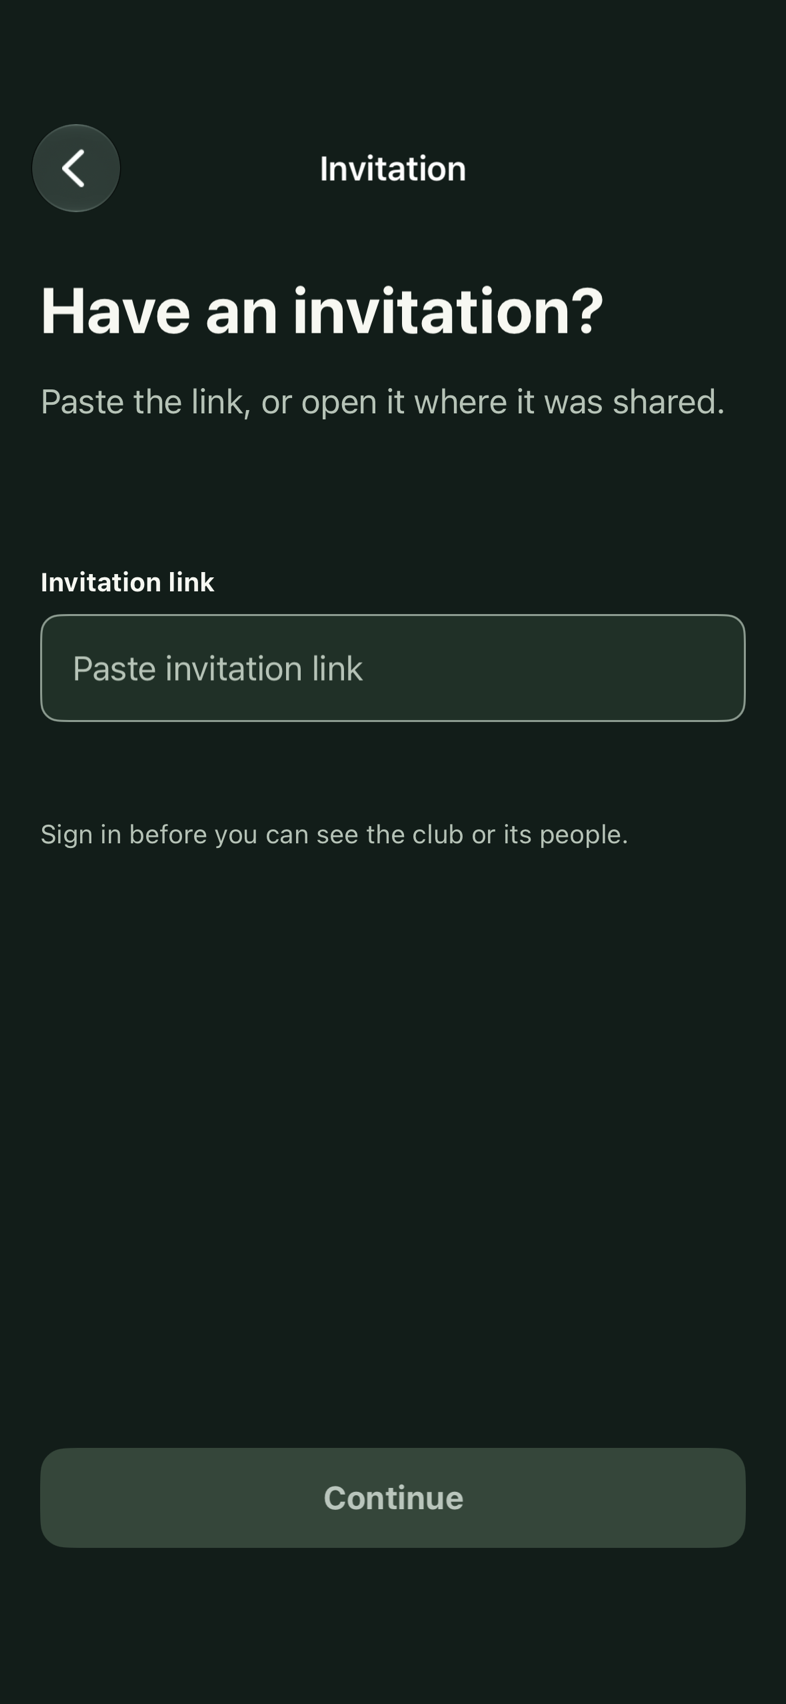 Invitation
Have an invitation?
Paste the link, or open it where it was shared.
Invitation link
Paste invitation link
Sign in before you can see the club or its people.
Continue